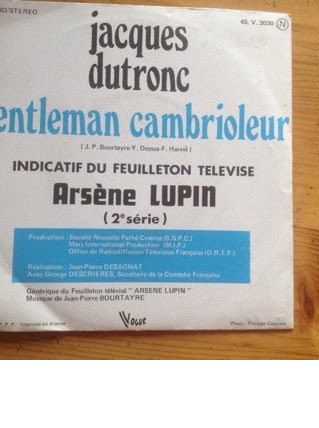 NO/STEREO 45. V. 3030 N
jacques
dutronc
entleman cambrioleur
( J. P. Bourtayre-Y. Dessca-F. Harvel )
INDICATIF DU FEUILLETON TELEVISE
Arsène LUPIN
( 2e série )
Production : Société Nouvelle Pathé-Cinéma (S.N.P.C.)
Mars International Production (M.I.P.)
Office de Radiodiffusion Télévision Française (O.R.T.F.)
Réalisation : Jean-Pierre DESAGNAT
Avec George DESCRIERES, Sociétaire de la Comédie Française
Générique du Feuilleton télévisé " ARSENE LUPIN "
Musique de Jean-Pierre BOURTAYRE
P. P. Imprimé en France
Vogue
Photo : Philippe